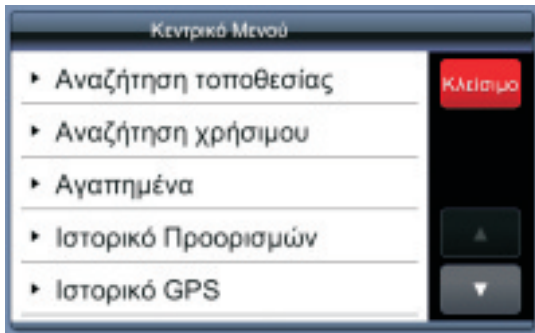 Κεντρικό Μενού
Αναζήτηση τοποθεσίας
Κλείσιμο
Αναζήτηση χρήσιμου
Αγαπημένα
Ιστορικό Προορισμών
Ιστορικό GPS